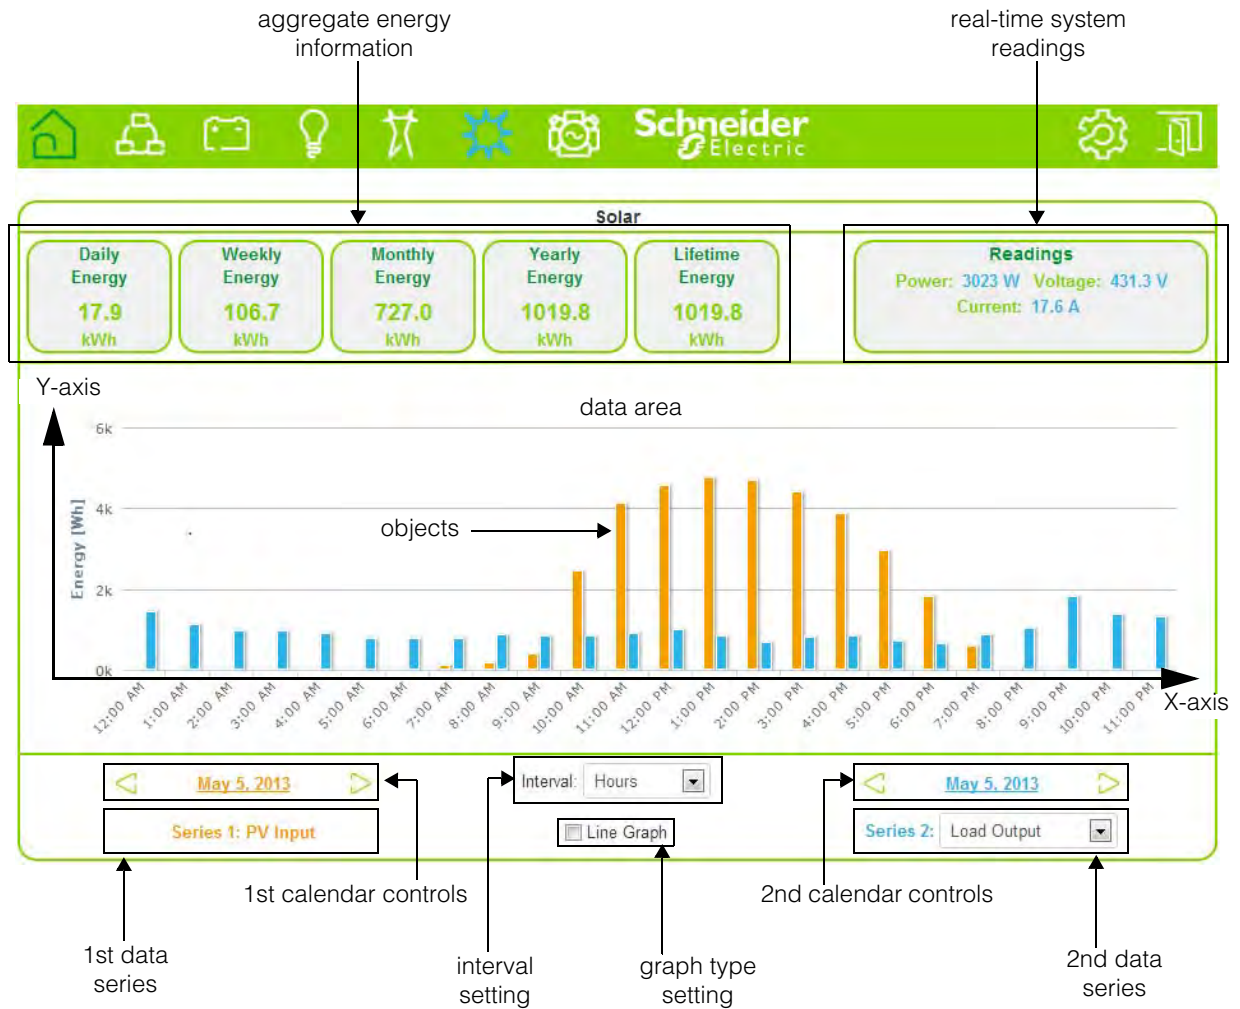 aggregate energy
information
real-time system
readings
Schneider
Electric
Solar
Daily
Energy
17.9
kWh
Weekly
Energy
106.7
kWh
Monthly
Energy
727.0
kWh
Yearly
Energy
1019.8
kWh
Lifetime
Energy
1019.8
kWh
Readings
Power: 3023 W Voltage: 431.3 V
Current: 17.6 A
Y-axis
data area
6k
4k
2k
0k
Energy [Wh]
objects
12:00 AM
1:00 AM
2:00 AM
3:00 AM
4:00 AM
5:00 AM
6:00 AM
7:00 AM
8:00 AM
9:00 AM
10:00 AM
11:00 AM
12:00 PM
1:00 PM
2:00 PM
3:00 PM
4:00 PM
5:00 PM
6:00 PM
7:00 PM
8:00 PM
9:00 PM
10:00 PM
11:00 PM
X-axis
May 5, 2013
Interval: Hours
May 5, 2013
Series 1: PV Input
Line Graph
Series 2: Load Output
1st calendar controls
2nd calendar controls
1st data
series
interval
setting
graph type
setting
2nd data
series